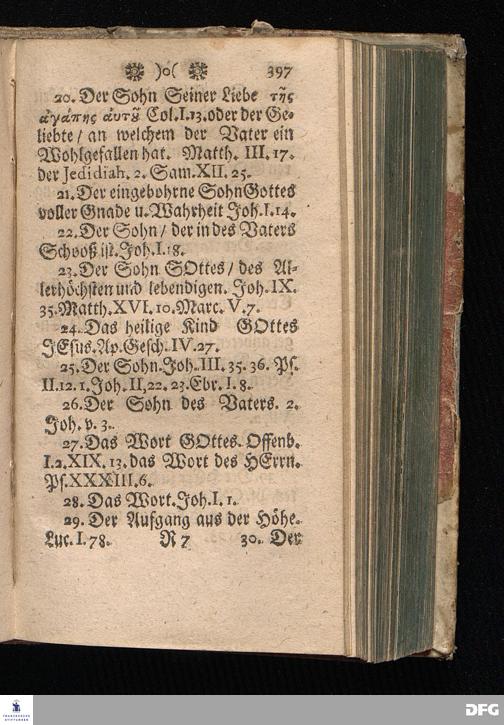 )o( 397
20. Der Sohn Seiner Liebe τῆς
ἀγάπης ἁυτȣ͂ Col. I. 13. oder der Ge-
liebte / an welchem der Vater ein
Wohlgefallen hat. Matth. III. 17.
der Jedidiah. 2. Sam. XII. 25.
21. Der eingebohrne Sohn Gottes
voller Gnade u. Wahrheit Joh. I. 14.
22. Der Sohn / der in des Vaters
Schooß ist. Joh. I. 18.
23. Der Sohn GOttes / des Al-
lerhöchsten und lebendigen. Joh. IX.
35. Matth. XVI. 10. Marc. V. 7.
24. Das heilige Kind GOttes
JEsus. Ap. Gesch. IV. 27.
25. Der Sohn. Joh. III. 35. 36. Ps.
II. 12. 1. Joh. II, 22. 23. Ebr. I. 8.
26. Der Sohn des Vaters. 2.
Joh. v. 3.
27. Das Wort GOttes. Offenb.
I. 2. XIX. 13. das Wort des HErrn.
Ps. XXXIII, 6.
28. Das Wort. Joh. I. 1.
29. Der Aufgang aus der Höhe.
Luc. I. 78. R 7 30. Der
FRANCKESCHE
STIFTUNGEN
DFG